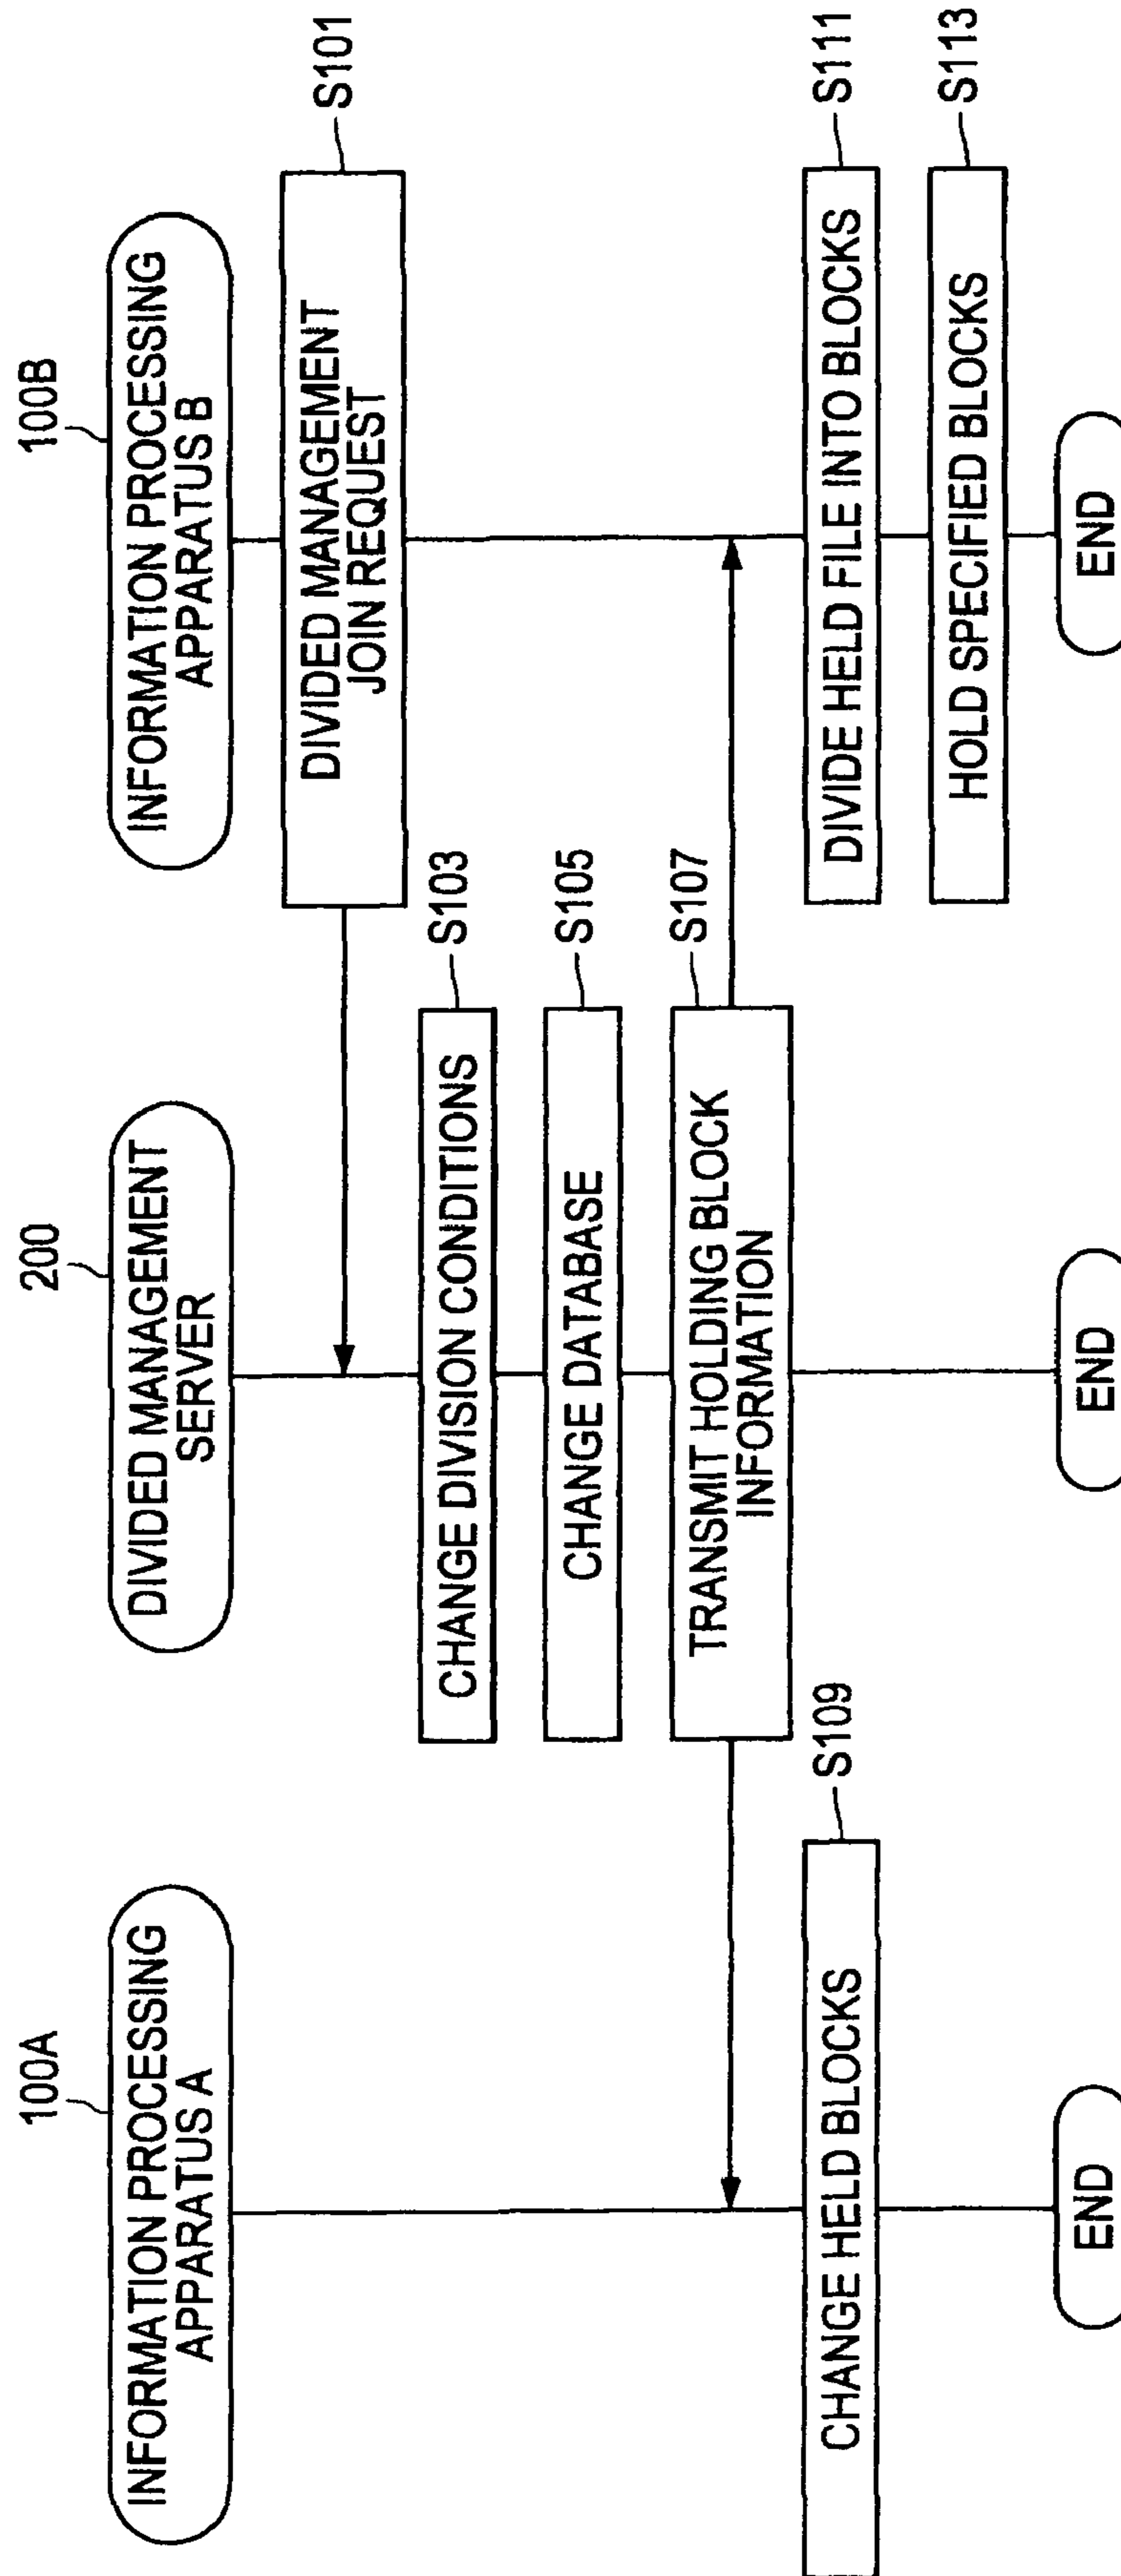 100A
INFORMATION PROCESSING
APPARATUS A
200
DIVIDED MANAGEMENT
SERVER
100B
INFORMATION PROCESSING
APPARATUS B
DIVIDED MANAGEMENT
JOIN REQUEST
S101
CHANGE DIVISION CONDITIONS
S103
CHANGE DATABASE
S105
TRANSMIT HOLDING BLOCK
INFORMATION
S107
CHANGE HELD BLOCKS
S109
DIVIDE HELD FILE INTO BLOCKS
S111
HOLD SPECIFIED BLOCKS
S113
END
END
END